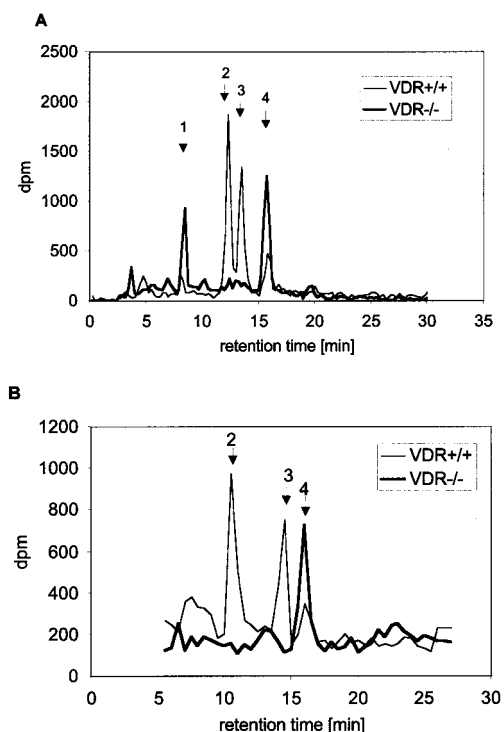 A
2500
2000
1500
1000
500
0
dpm
1
2
3
4
VDR+/+
VDR-/-
0 5 10 15 20 25 30 35
retention time [min]
B
1200
1000
800
600
400
200
0
dpm
2
3
4
VDR+/+
VDR-/-
0 5 10 15 20 25 30
retention time [min]